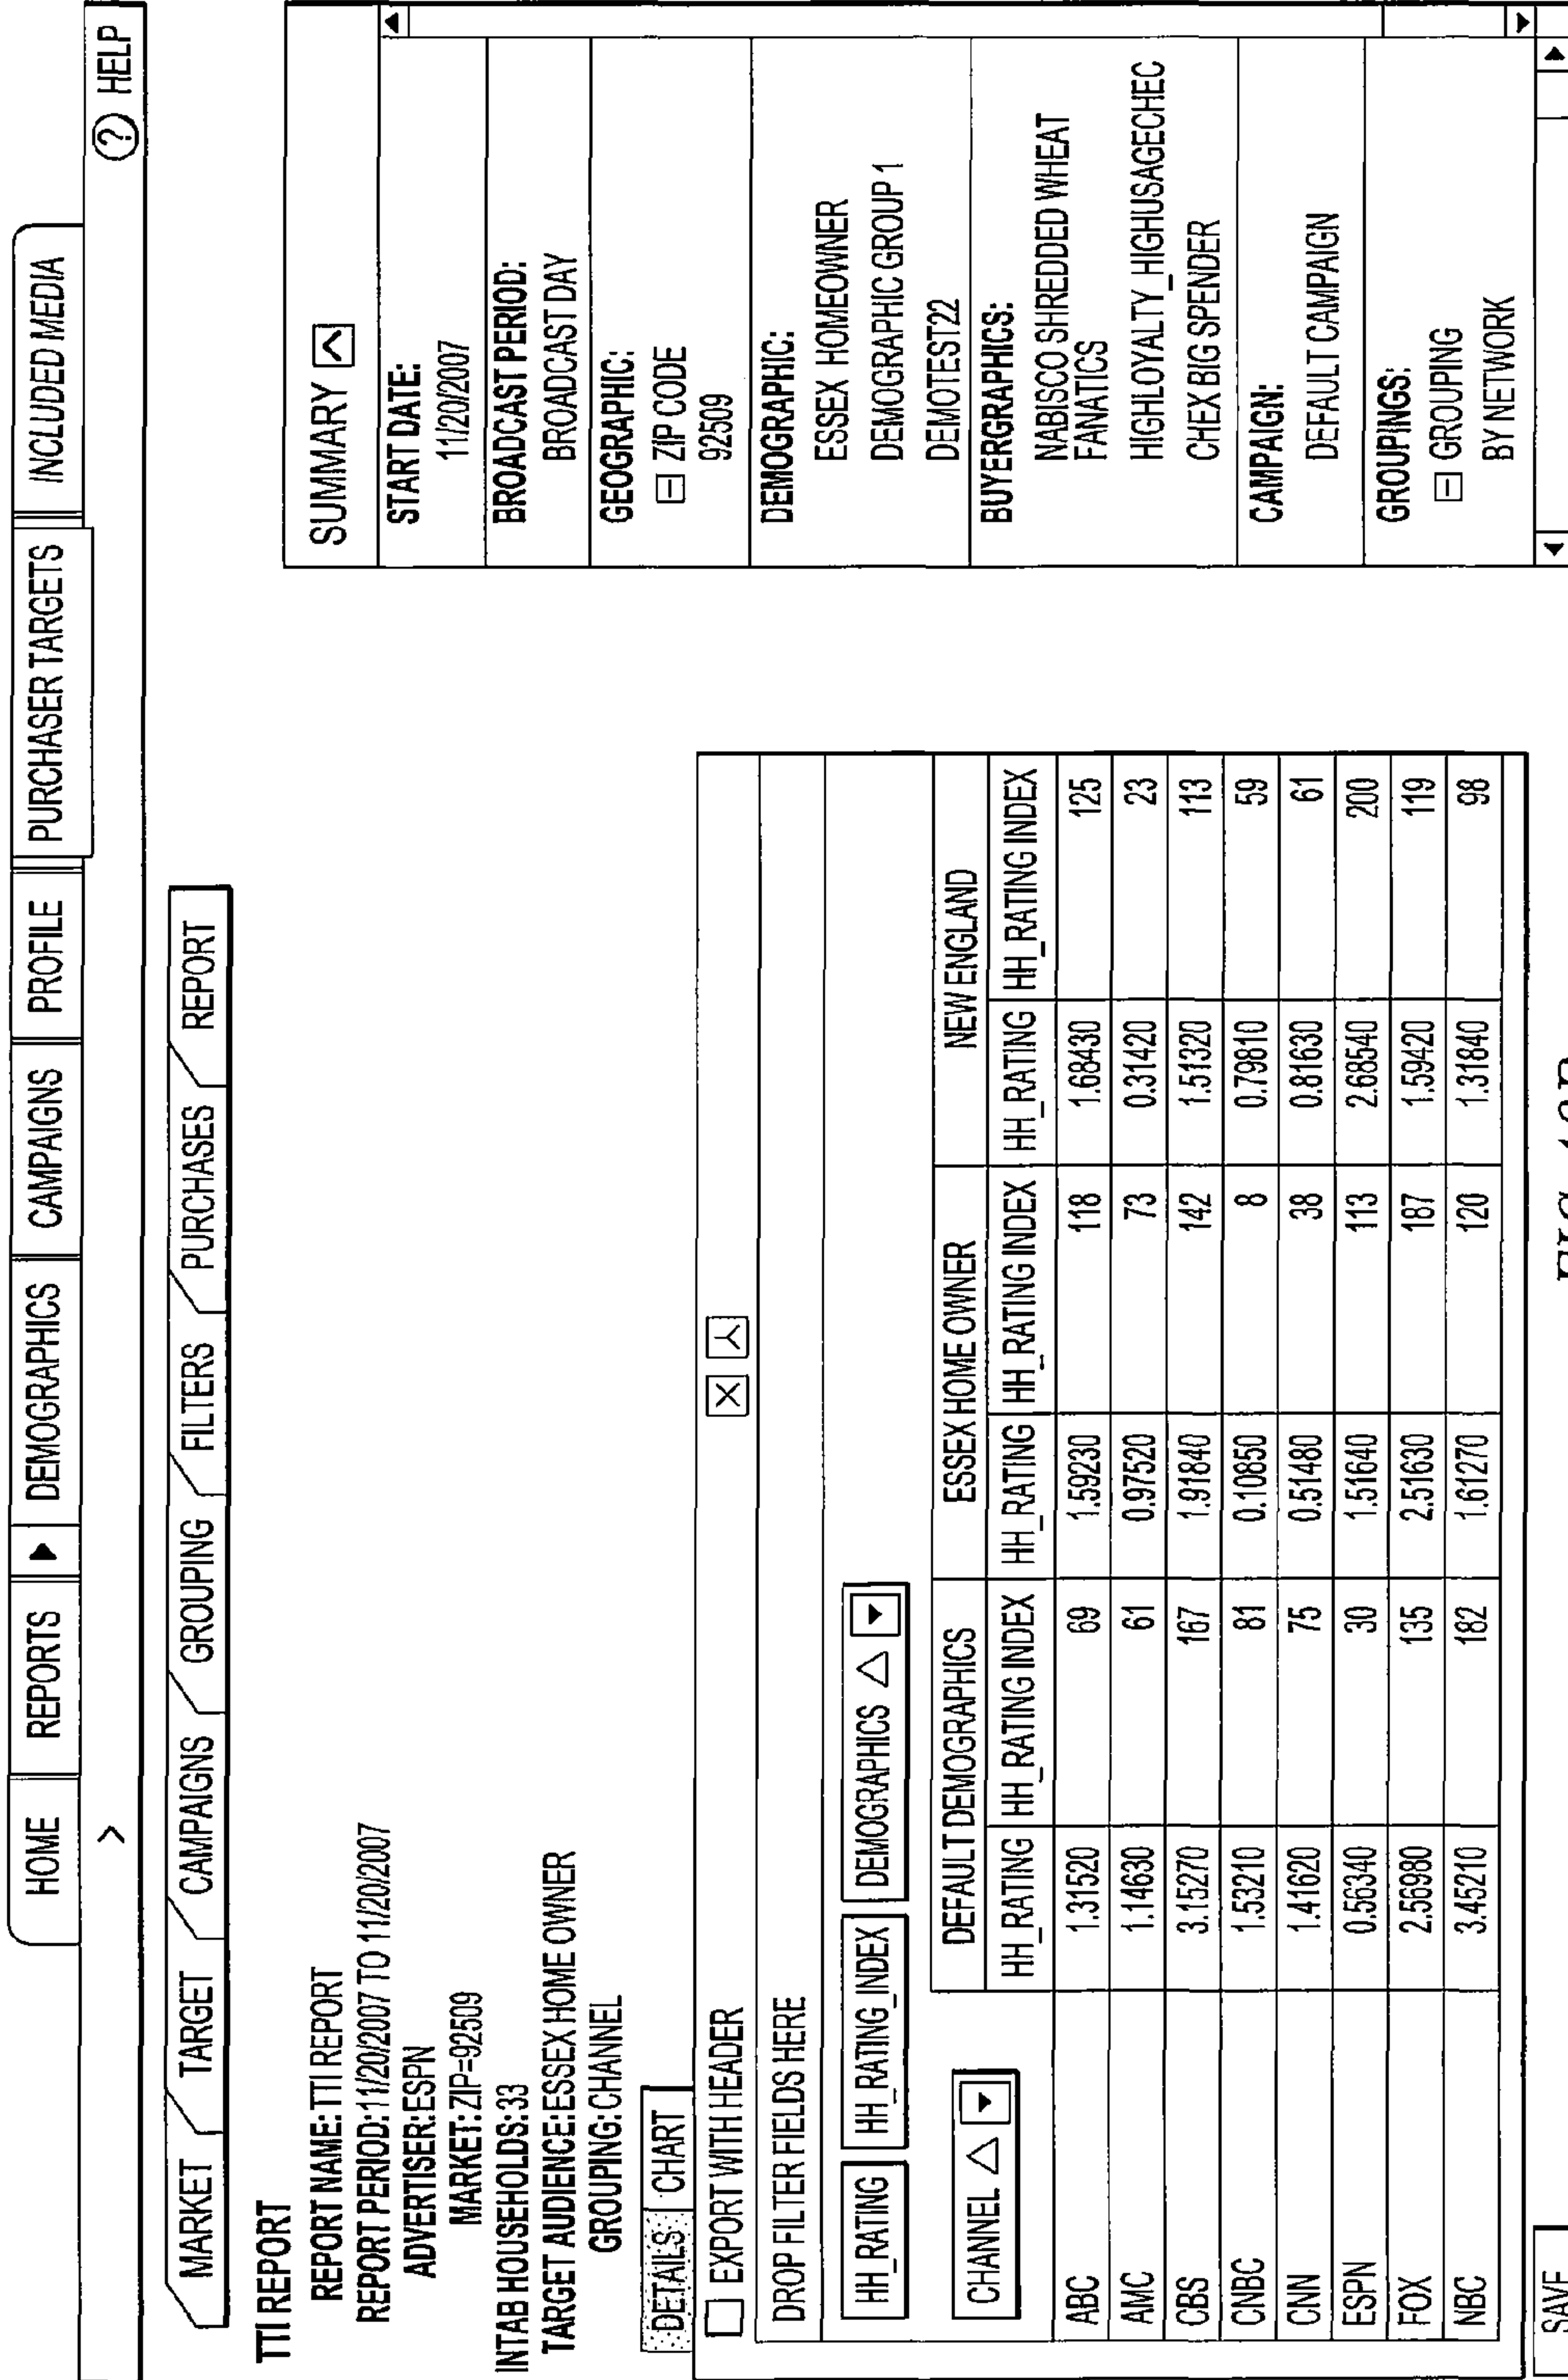 HOME REPORTS DEMOGRAPHICS CAMPAIGNS PROFILE PURCHASER TARGETS INCLUDED MEDIA
> ? HELP
MARKET TARGET CAMPAIGNS GROUPING FILTERS PURCHASES REPORT
TTI REPORT
REPORT NAME: TTI REPORT
REPORT PERIOD: 11/20/2007 TO 11/20/2007
ADVERTISER: ESPN
MARKET: ZIP=92509
INTAB HOUSEHOLDS: 33
TARGET AUDIENCE: ESSEX HOME OWNER
GROUPING: CHANNEL
DETAILS CHART
EXPORT WITH HEADER X Y
DROP FILTER FIELDS HERE
HH_RATING HH_RATING_INDEX DEMOGRAPHICS
CHANNEL
DEFAULT DEMOGRAPHICS ESSEX HOME OWNER NEW ENGLAND
HH_RATING HH_RATING INDEX HH_RATING HH_RATING INDEX HH_RATING HH_RATING INDEX
ABC 1.31520 69 1.59230 118 1.68430 125
AMC 1.14630 61 0.97520 73 0.31420 23
CBS 3.15270 167 1.91840 142 1.51320 113
CNBC 1.53210 81 0.10850 8 0.79810 59
CNN 1.41620 75 0.51480 38 0.81630 61
ESPN 0.56340 30 1.51640 113 2.68540 200
FOX 2.56980 135 2.51630 187 1.59420 119
NBC 3.45210 182 1.61270 120 1.31840 98
SAVE
SUMMARY
START DATE:
11/20/2007
BROADCAST PERIOD:
BROADCAST DAY
GEOGRAPHIC:
ZIP CODE
92509
DEMOGRAPHIC:
ESSEX HOMEOWNER
DEMOGRAPHIC GROUP 1
DEMOTEST22
BUYERGRAPHICS:
NABISCO SHREDDED WHEAT
FANATICS
HIGHLOYALTY_HIGHUSAGECHEC
CHEX BIG SPENDER
CAMPAIGN:
DEFAULT CAMPAIGN
GROUPINGS:
GROUPING
BY NETWORK